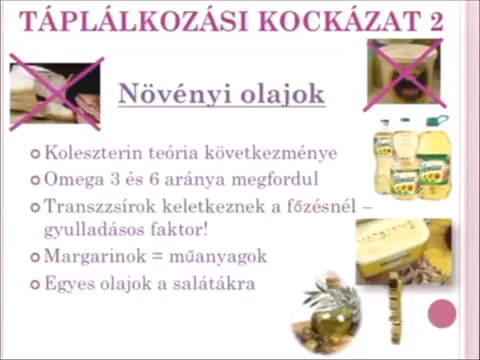 TÁPLÁLKOZÁSI KOCKÁZAT 2
Növényi olajok
Koleszterin teória következménye
Omega 3 és 6 aránya megfordul
Transzzsírok keletkeznek a főzésnél –
gyulladásos faktor!
Margarinok = műanyagok
Egyes olajok a salátákra
Vénusz